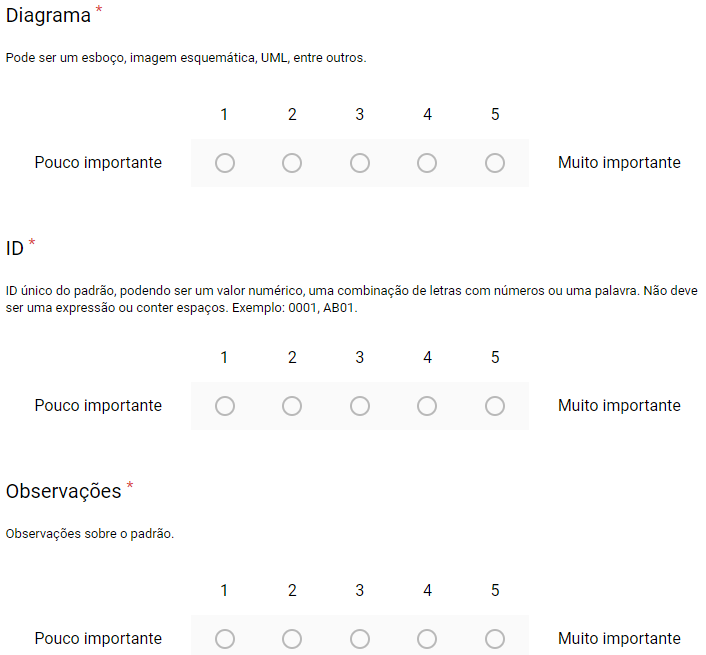 Diagrama *
Pode ser um esboço, imagem esquemática, UML, entre outros.
1 2 3 4 5
Pouco importante Muito importante
ID *
ID único do padrão, podendo ser um valor numérico, uma combinação de letras com números ou uma palavra. Não deve
ser uma expressão ou conter espaços. Exemplo: 0001, AB01.
1 2 3 4 5
Pouco importante Muito importante
Observações *
Observações sobre o padrão.
1 2 3 4 5
Pouco importante Muito importante